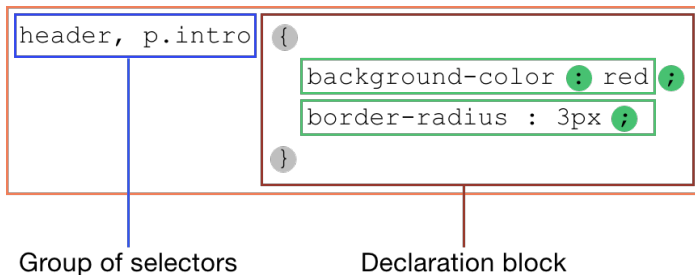 header, p.intro {
background-color : red ;
border-radius : 3px ;
}
Group of selectors
Declaration block